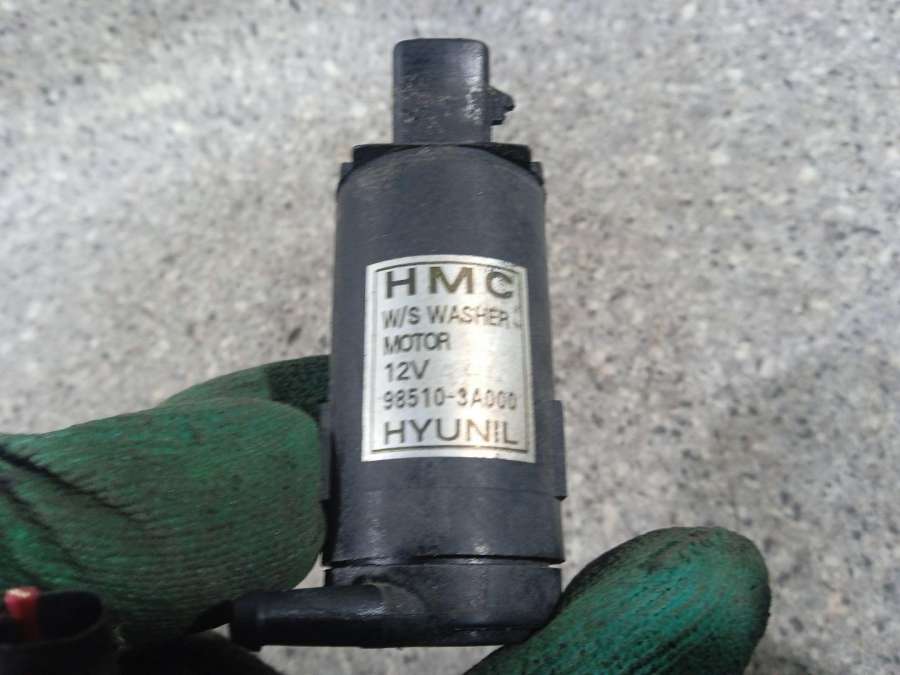 HMC
W/S WASHER
MOTOR
12V
98510-3A000
HYUNIL